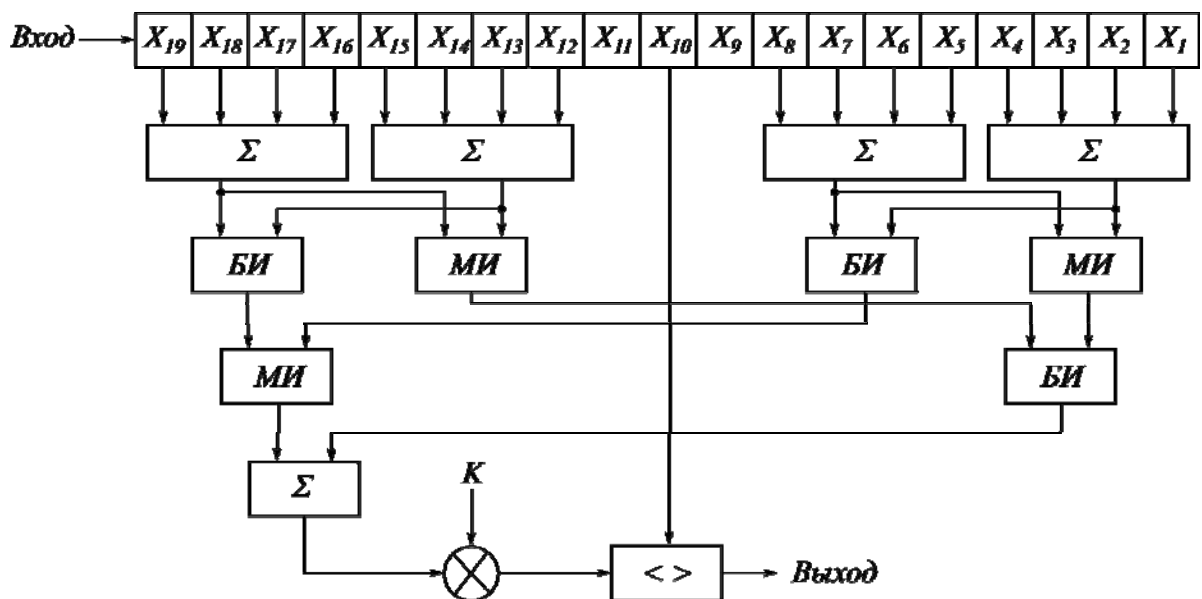 Вход X19 X18 X17 X16 X15 X14 X13 X12 X11 X10 X9 X8 X7 X6 X5 X4 X3 X2 X1
Σ Σ Σ Σ
БИ МИ БИ МИ
МИ БИ
Σ K
< > Выход